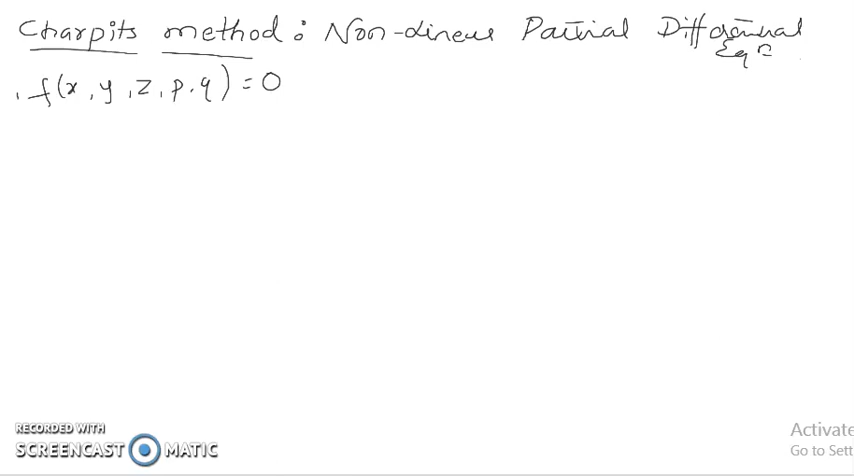 Charpits method : Non-Linear Partial Differential
Eqn
, f(x, y, z, p, q) = 0
RECORDED WITH
SCREENCAST MATIC
Activate
Go to Sett